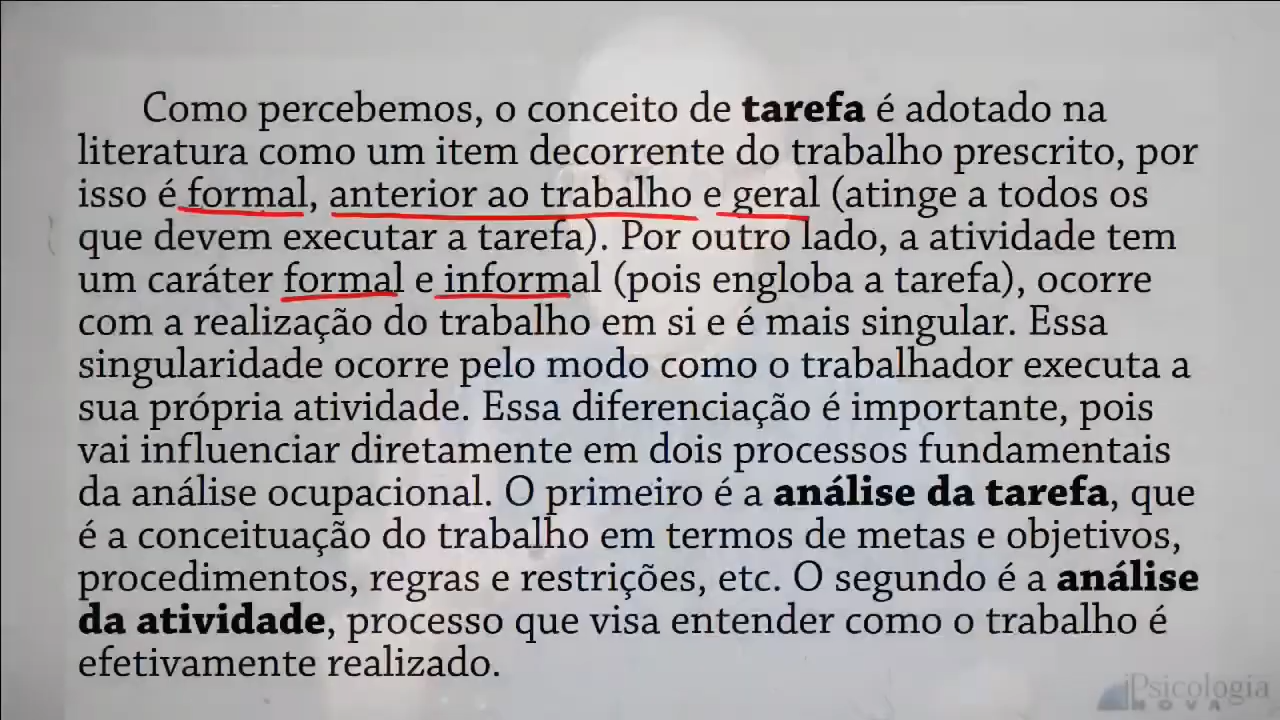 Como percebemos, o conceito de tarefa é adotado na
literatura como um item decorrente do trabalho prescrito, por
isso é formal, anterior ao trabalho e geral (atinge a todos os
que devem executar a tarefa). Por outro lado, a atividade tem
um caráter formal e informal (pois engloba a tarefa), ocorre
com a realização do trabalho em si e é mais singular. Essa
singularidade ocorre pelo modo como o trabalhador executa a
sua própria atividade. Essa diferenciação é importante, pois
vai influenciar diretamente em dois processos fundamentais
da análise ocupacional. O primeiro é a análise da tarefa, que
é a conceituação do trabalho em termos de metas e objetivos,
procedimentos, regras e restrições, etc. O segundo é a análise
da atividade, processo que visa entender como o trabalho é
efetivamente realizado.
Psicologia
NOVA